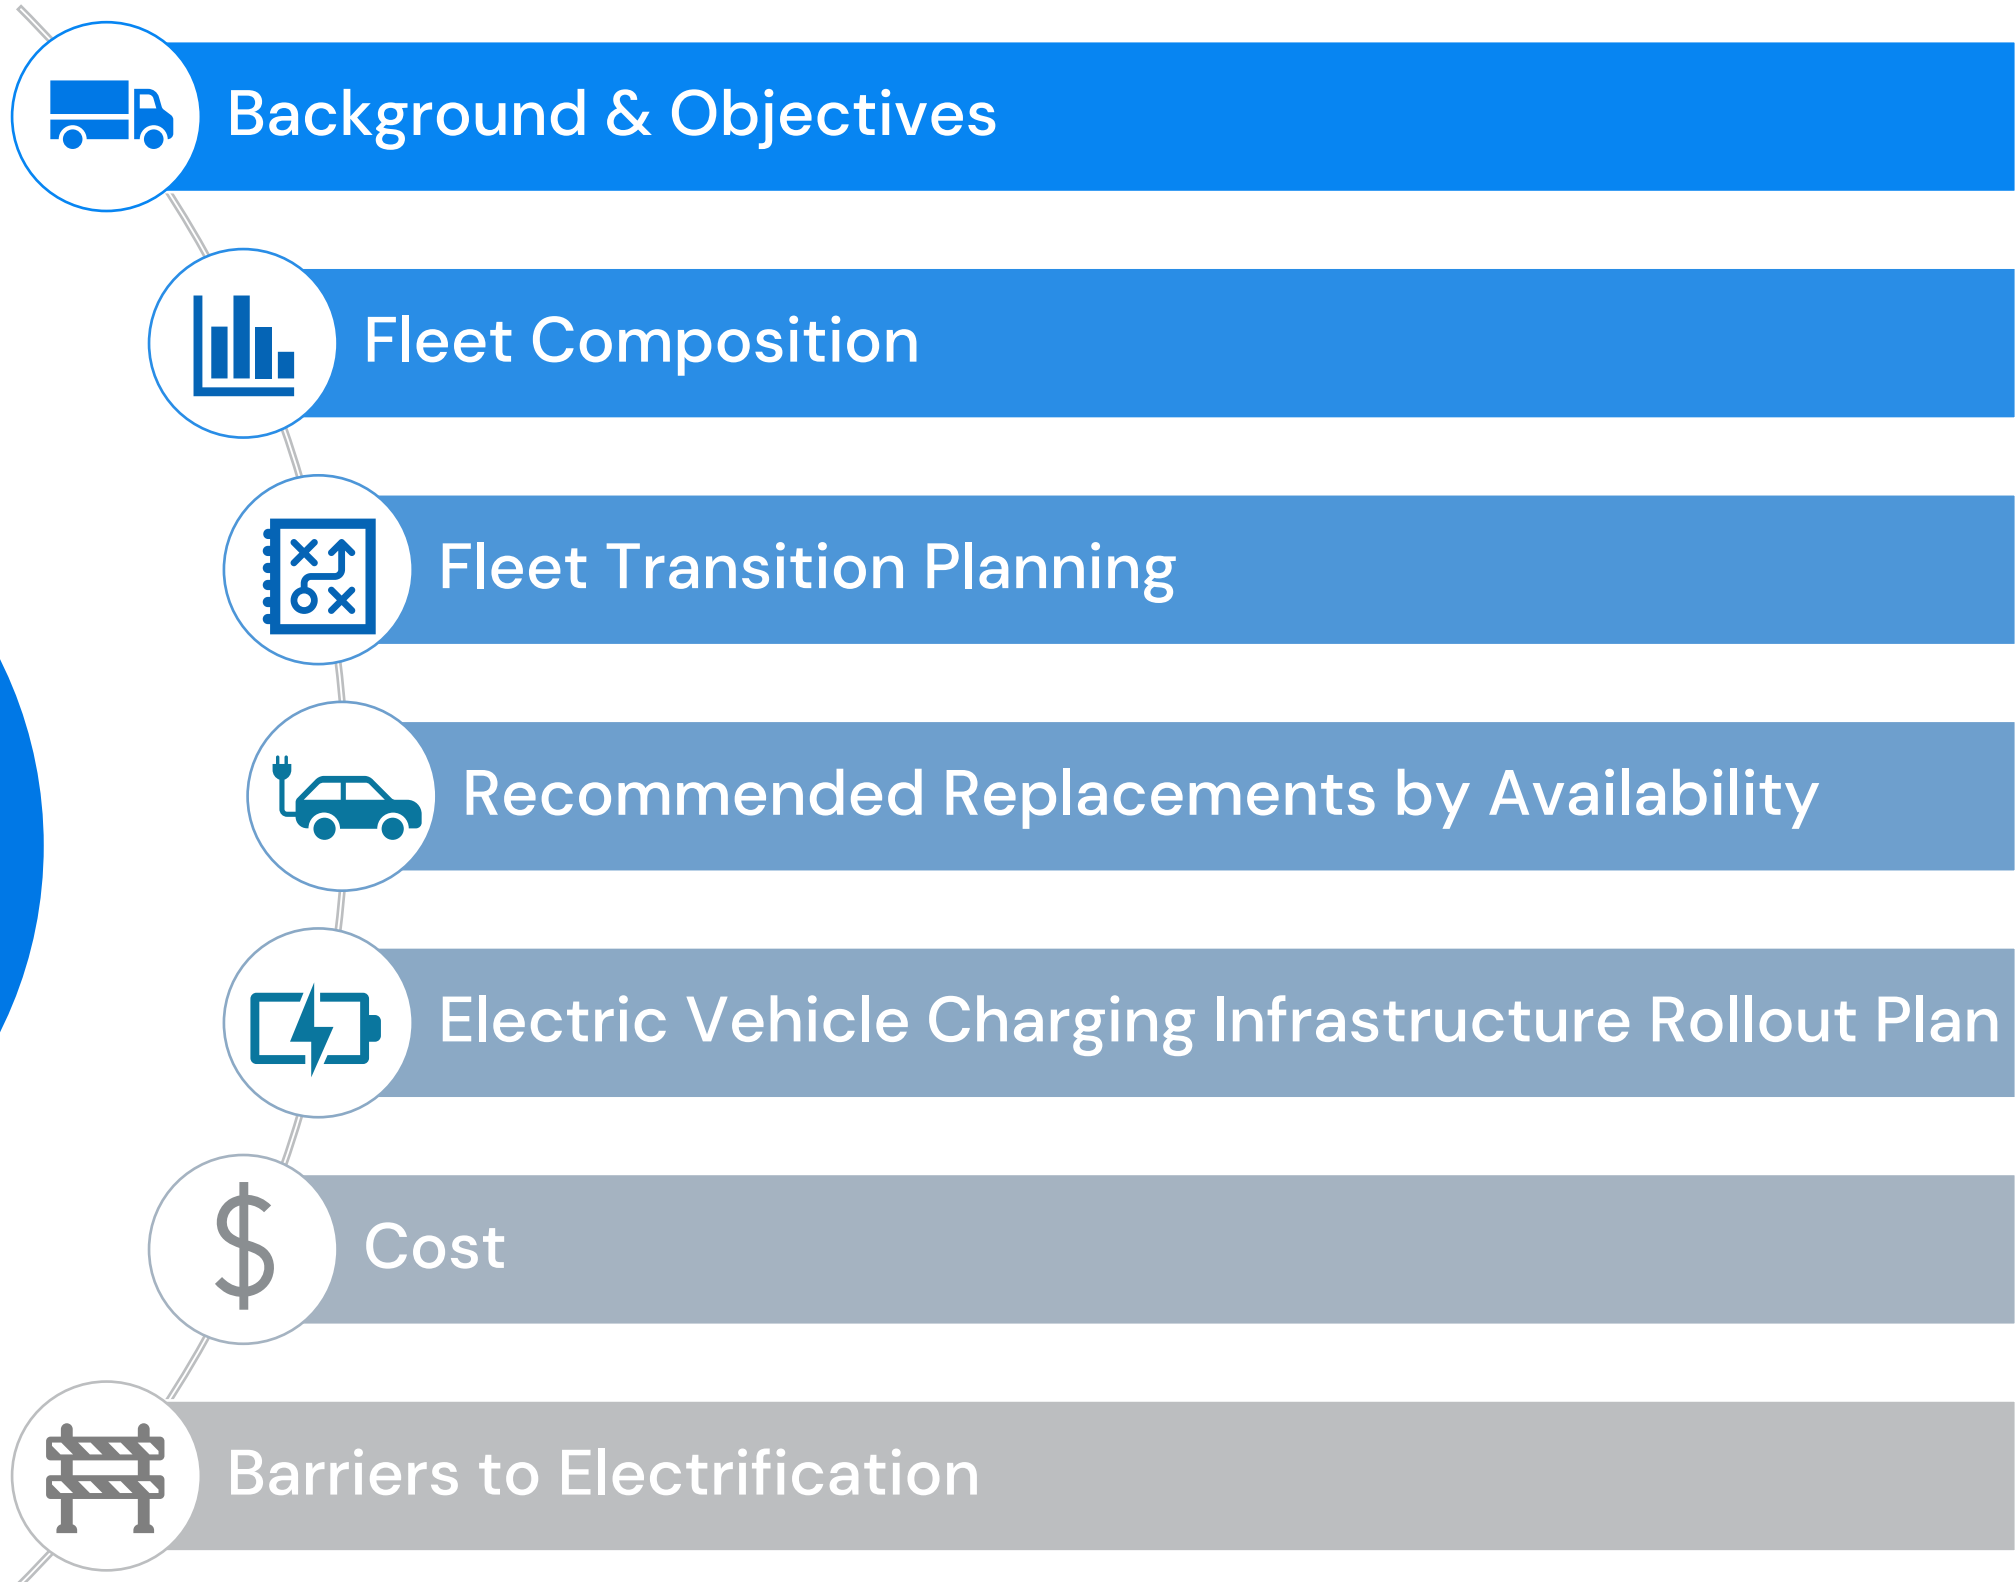 Background & Objectives
Fleet Composition
Fleet Transition Planning
Recommended Replacements by Availability
Electric Vehicle Charging Infrastructure Rollout Plan
Cost
Barriers to Electrification